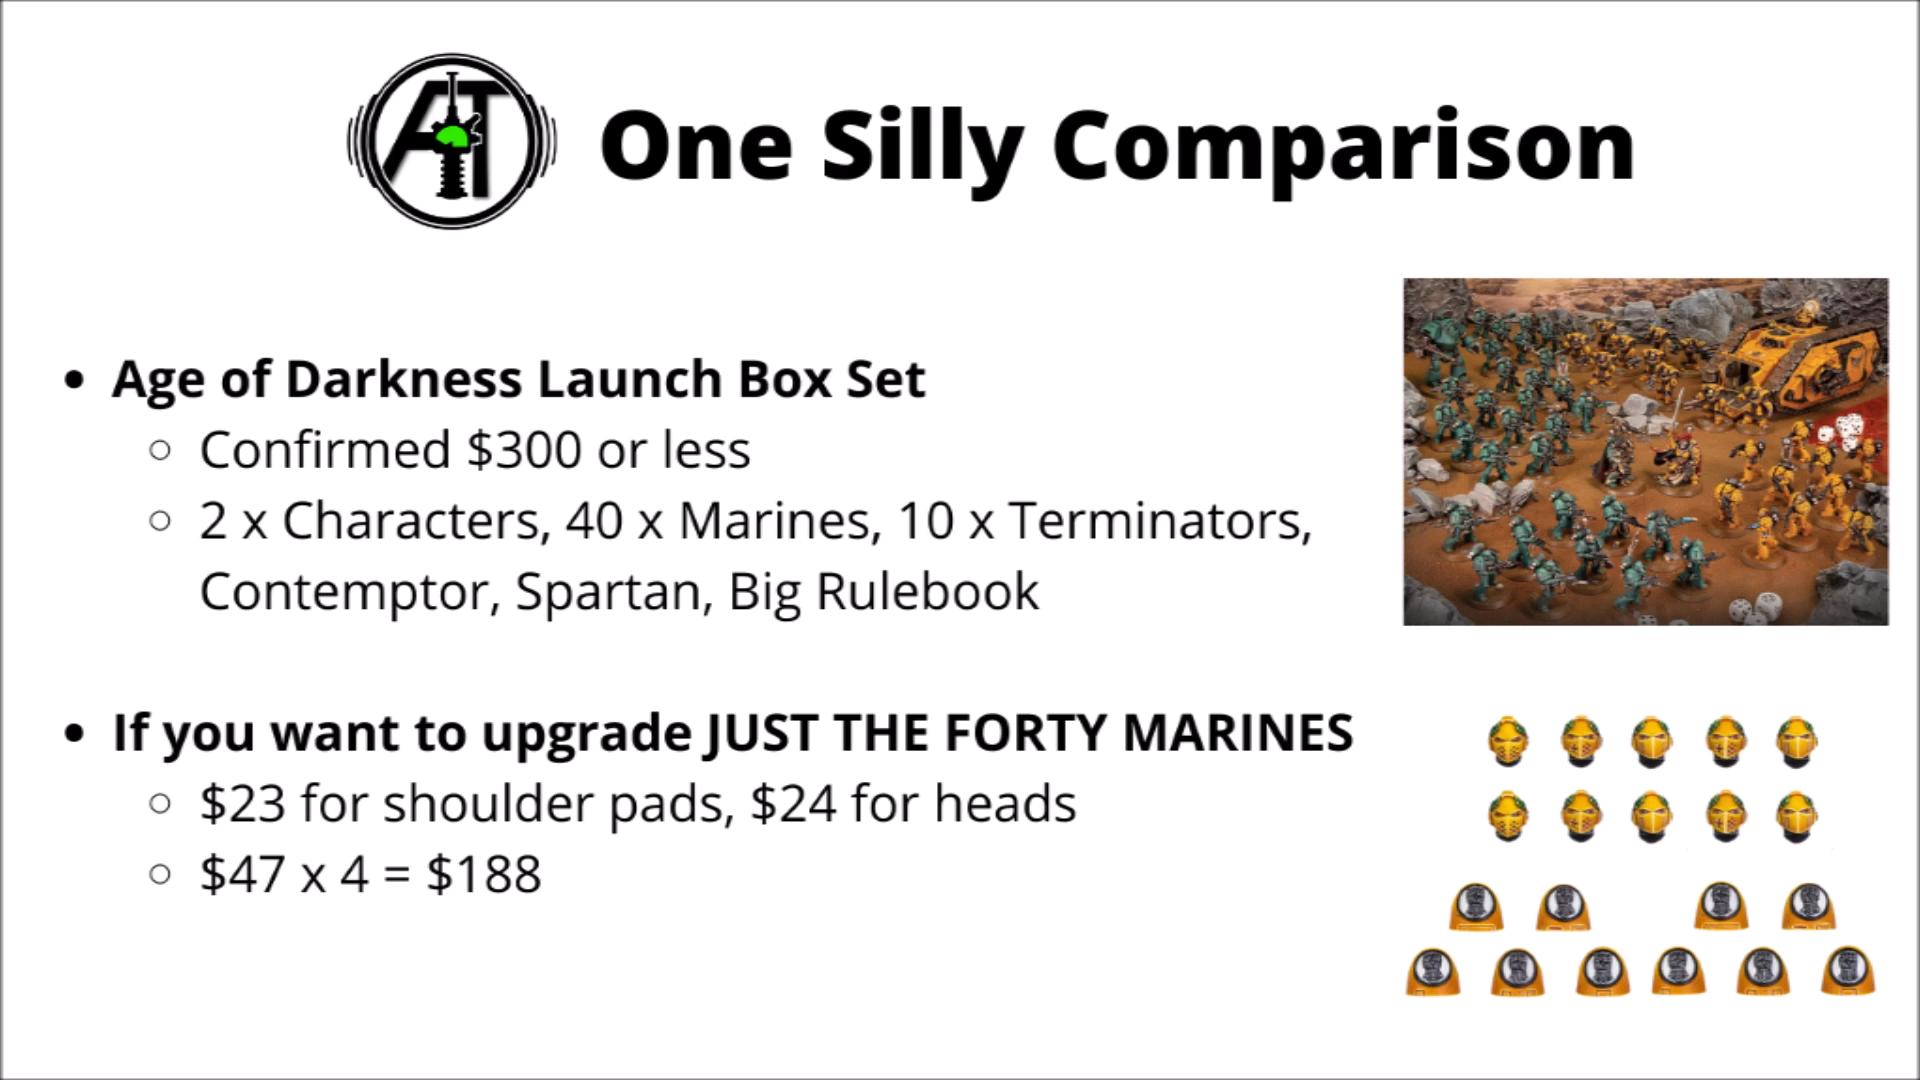 AT
One Silly Comparison
• Age of Darkness Launch Box Set
○ Confirmed $300 or less
○ 2 x Characters, 40 x Marines, 10 x Terminators,
Contemptor, Spartan, Big Rulebook
• If you want to upgrade JUST THE FORTY MARINES
○ $23 for shoulder pads, $24 for heads
○ $47 x 4 = $188